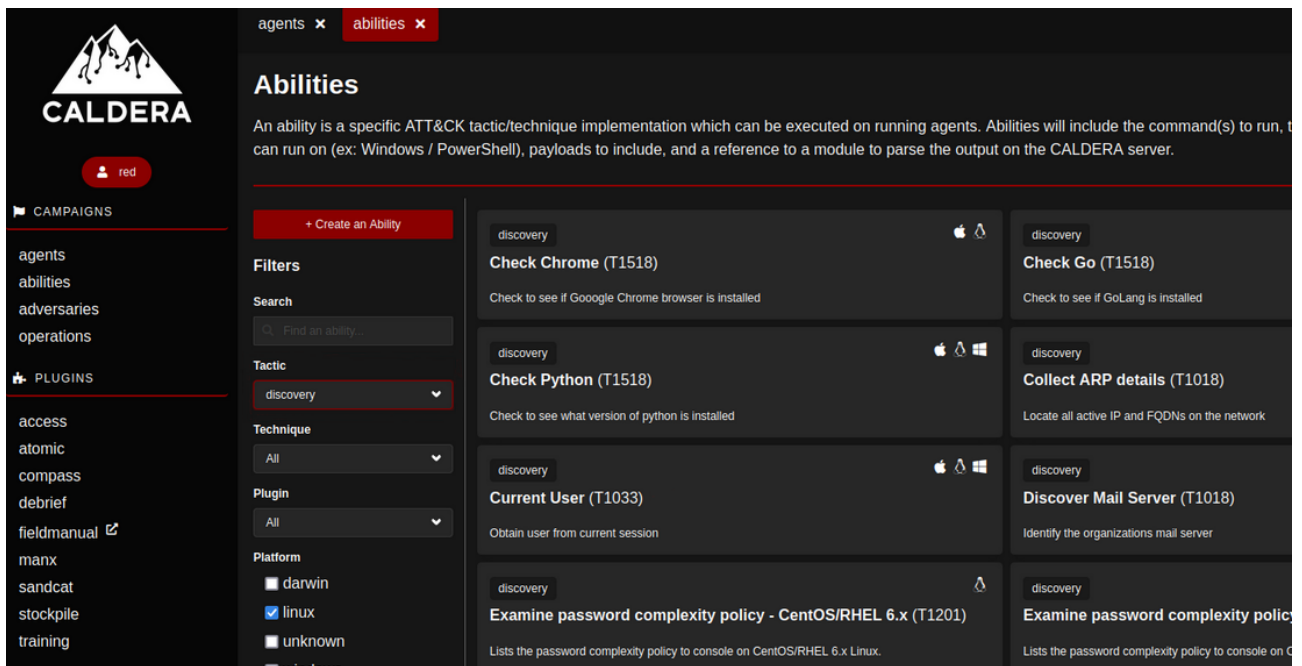 CALDERA
red
CAMPAIGNS
agents
abilities
adversaries
operations
PLUGINS
access
atomic
compass
debrief
fieldmanual
manx
sandcat
stockpile
training
agents ×
abilities ×
Abilities
An ability is a specific ATT&CK tactic/technique implementation which can be executed on running agents. Abilities will include the command(s) to run, t
can run on (ex: Windows / PowerShell), payloads to include, and a reference to a module to parse the output on the CALDERA server.
+ Create an Ability
Filters
Search
Find an ability...
Tactic
discovery
Technique
All
Plugin
All
Platform
darwin
linux
unknown
discovery
Check Chrome (T1518)
Check to see if Gooogle Chrome browser is installed
discovery
Check Go (T1518)
Check to see if GoLang is installed
discovery
Check Python (T1518)
Check to see what version of python is installed
discovery
Collect ARP details (T1018)
Locate all active IP and FQDNs on the network
discovery
Current User (T1033)
Obtain user from current session
discovery
Discover Mail Server (T1018)
Identify the organizations mail server
discovery
Examine password complexity policy - CentOS/RHEL 6.x (T1201)
Lists the password complexity policy to console on CentOS/RHEL 6.x Linux.
discovery
Examine password complexity policy
Lists the password complexity policy to console on C